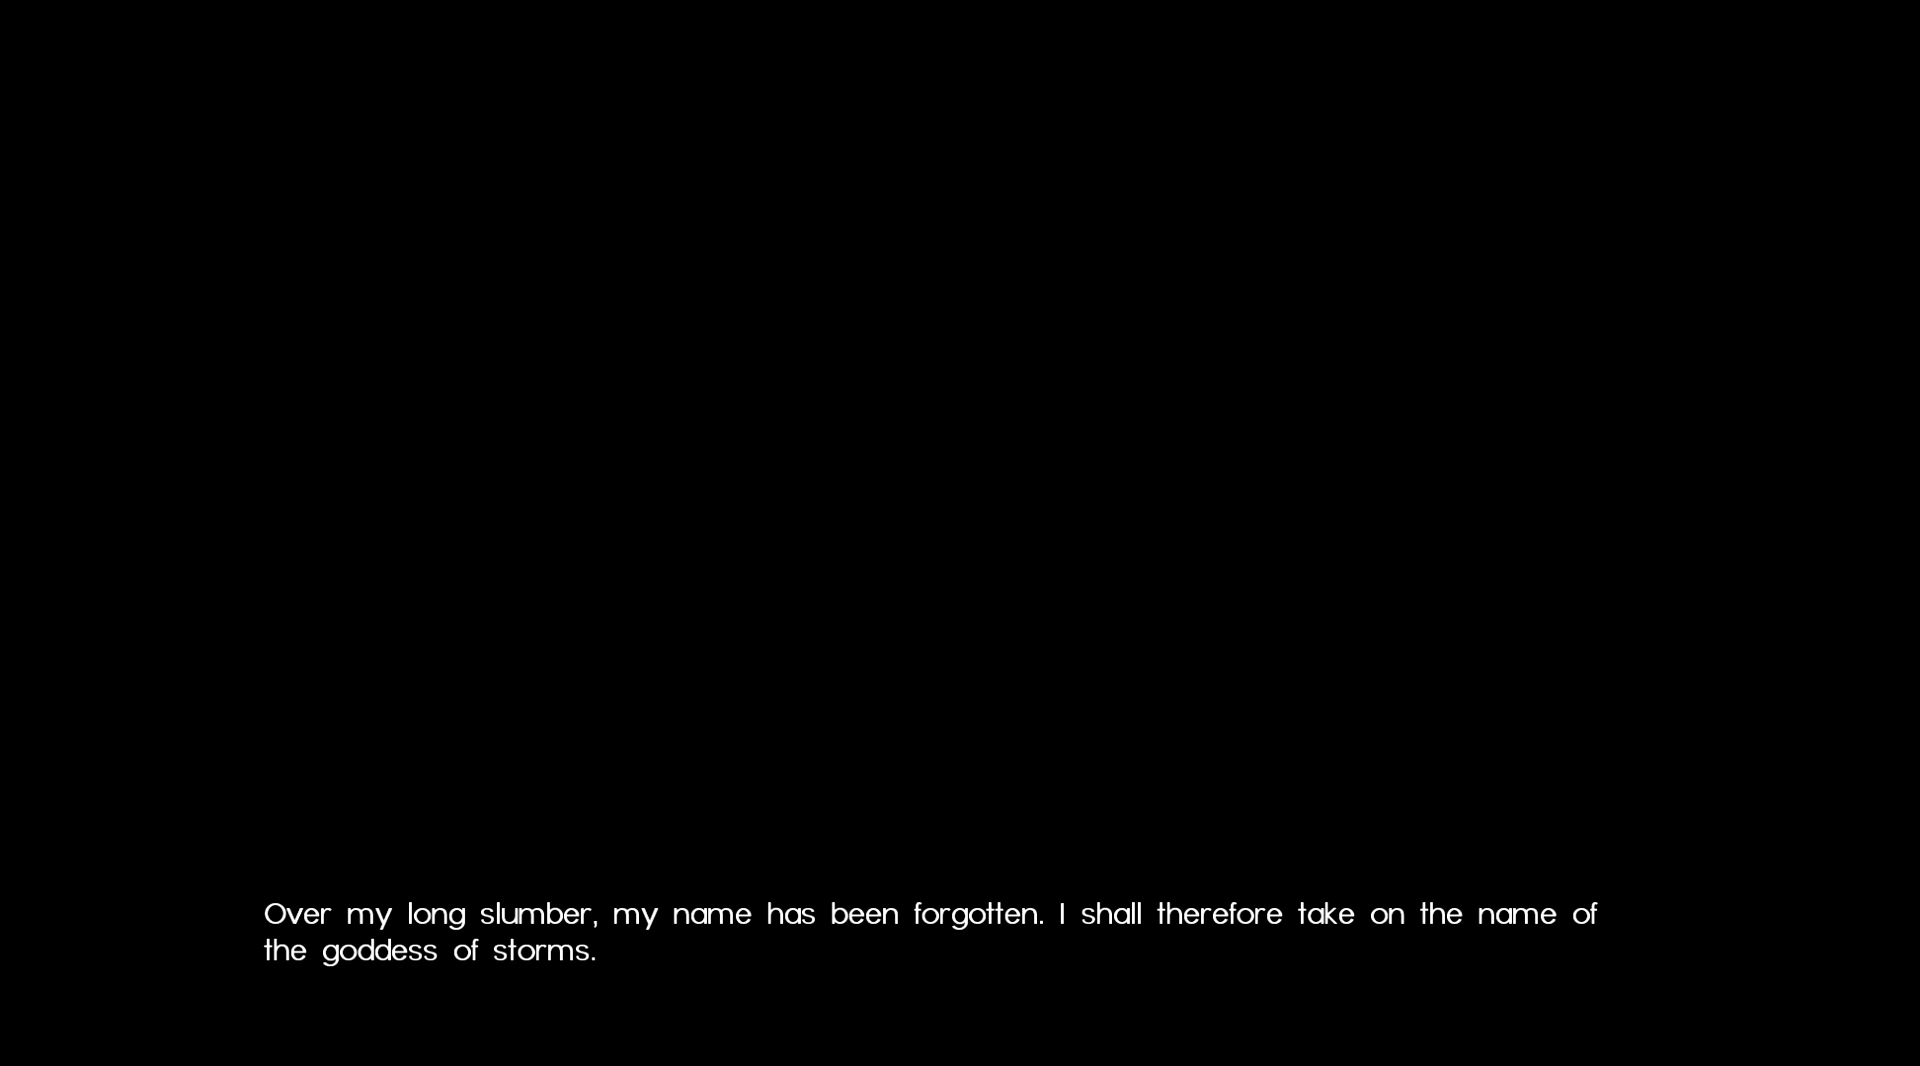 Over my long slumber, my name has been forgotten. I shall therefore take on the name of
the goddess of storms.